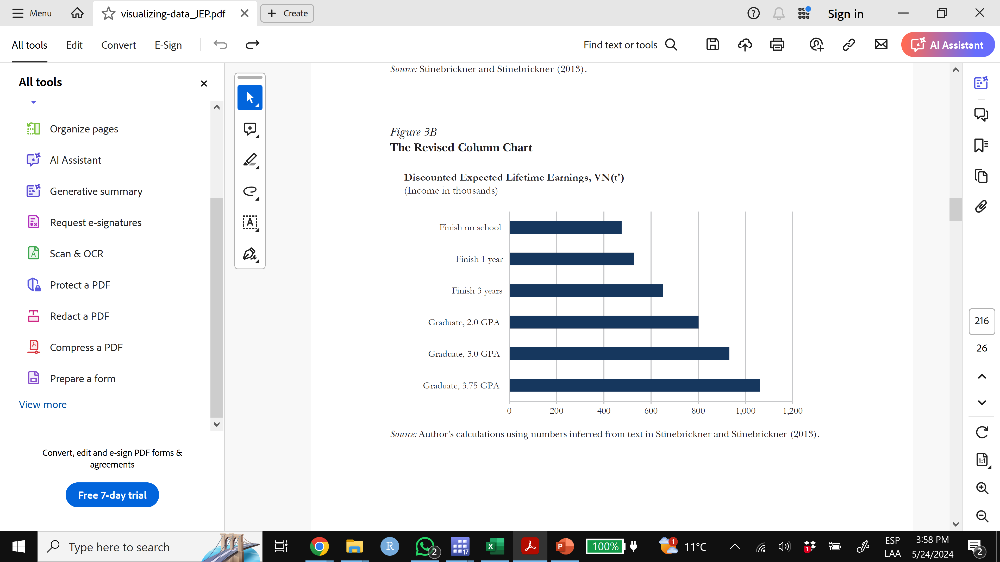 Menu
visualizing-data_JEP.pdf
Create
Sign in
All tools
Edit
Convert
E-Sign
Find text or tools
AI Assistant
All tools
Organize pages
AI Assistant
Generative summary
Request e-signatures
Scan & OCR
Protect a PDF
Redact a PDF
Compress a PDF
Prepare a form
View more
Convert, edit and e-sign PDF forms &
agreements
Free 7-day trial
Source: Stinebrickner and Stinebrickner (2013).
Figure 3B
The Revised Column Chart
Discounted Expected Lifetime Earnings, VN(t')
(Income in thousands)
Finish no school
Finish 1 year
Finish 3 years
Graduate, 2.0 GPA
Graduate, 3.0 GPA
Graduate, 3.75 GPA
0 200 400 600 800 1,000 1,200
Source: Author's calculations using numbers inferred from text in Stinebrickner and Stinebrickner (2013).
216
26
1:1
Type here to search
R
2
17
X
P
100%
1
11°C
1
ESP
LAA
3:58 PM
5/24/2024
2